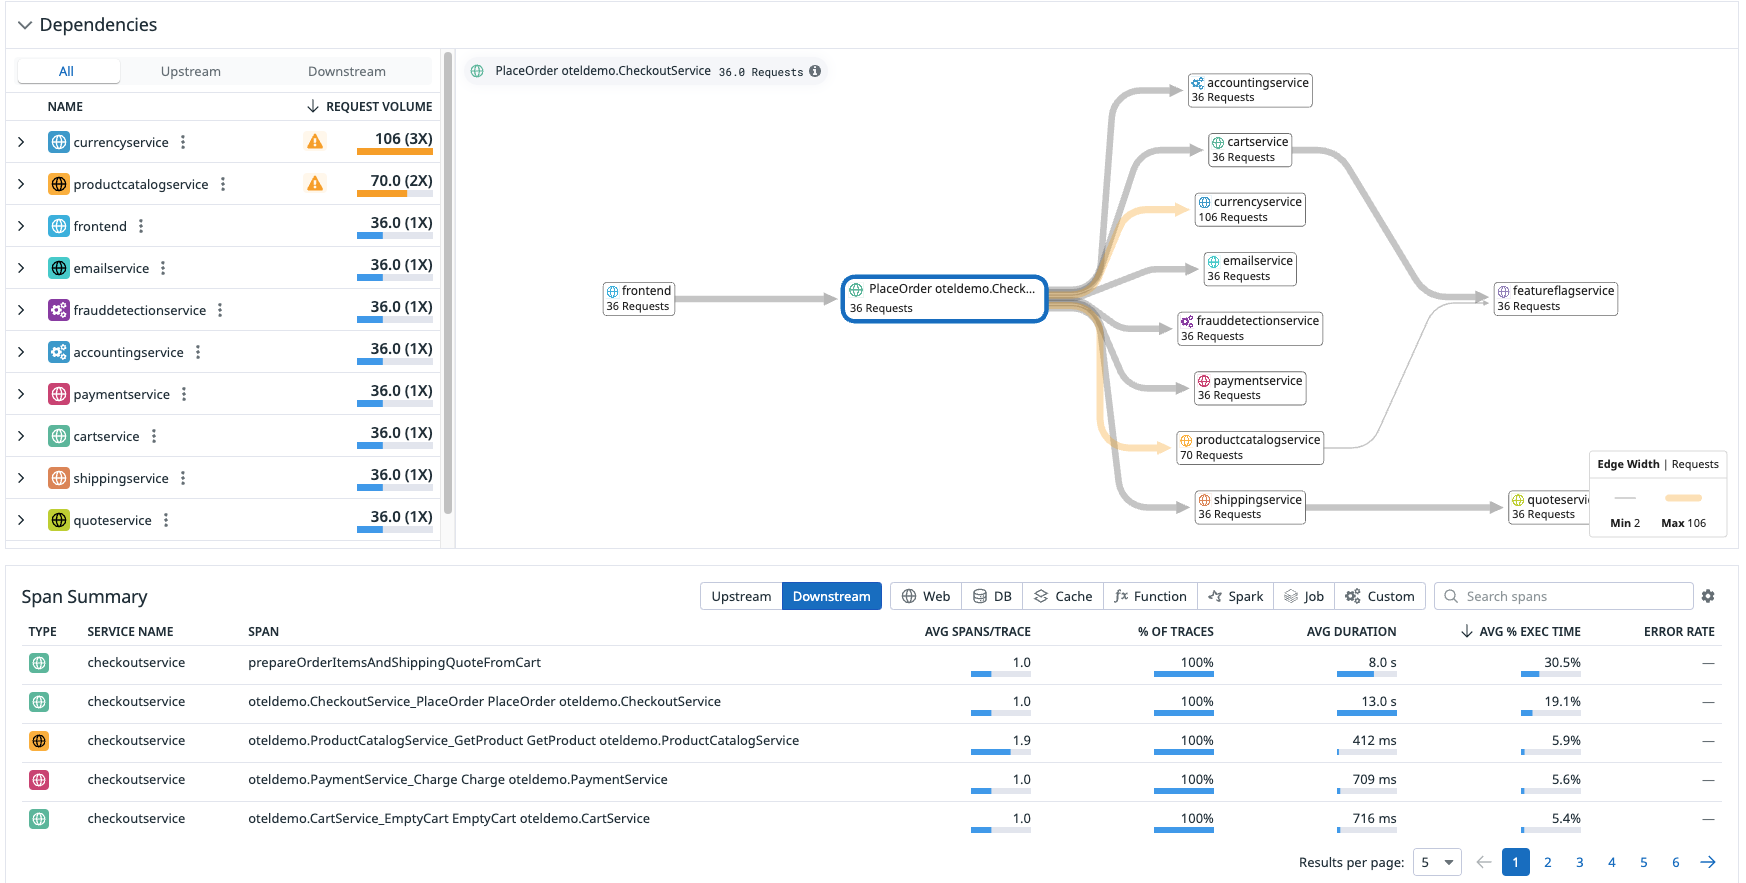 Dependencies
All Upstream Downstream
NAME REQUEST VOLUME
currencyservice 106 (3X)
productcatalogservice 70.0 (2X)
frontend 36.0 (1X)
emailservice 36.0 (1X)
frauddetectionservice 36.0 (1X)
accountingservice 36.0 (1X)
paymentservice 36.0 (1X)
cartservice 36.0 (1X)
shippingservice 36.0 (1X)
quoteservice 36.0 (1X)
PlaceOrder oteldemo.CheckoutService 36.0 Requests
frontend
36 Requests
PlaceOrder oteldemo.Check...
36 Requests
accountingservice
36 Requests
cartservice
36 Requests
currencyservice
106 Requests
emailservice
36 Requests
frauddetectionservice
36 Requests
paymentservice
36 Requests
productcatalogservice
70 Requests
shippingservice
36 Requests
featureflagservice
36 Requests
quoteservi
36 Requests
Edge Width | Requests
Min 2 Max 106
Span Summary
Upstream Downstream Web DB Cache Function Spark Job Custom Search spans
TYPE SERVICE NAME SPAN AVG SPANS/TRACE % OF TRACES AVG DURATION AVG % EXEC TIME ERROR RATE
checkoutservice prepareOrderItemsAndShippingQuoteFromCart 1.0 100% 8.0 s 30.5% —
checkoutservice oteldemo.CheckoutService_PlaceOrder PlaceOrder oteldemo.CheckoutService 1.0 100% 13.0 s 19.1% —
checkoutservice oteldemo.ProductCatalogService_GetProduct GetProduct oteldemo.ProductCatalogService 1.9 100% 412 ms 5.9% —
checkoutservice oteldemo.PaymentService_Charge Charge oteldemo.PaymentService 1.0 100% 709 ms 5.6% —
checkoutservice oteldemo.CartService_EmptyCart EmptyCart oteldemo.CartService 1.0 100% 716 ms 5.4% —
Results per page: 5 1 2 3 4 5 6